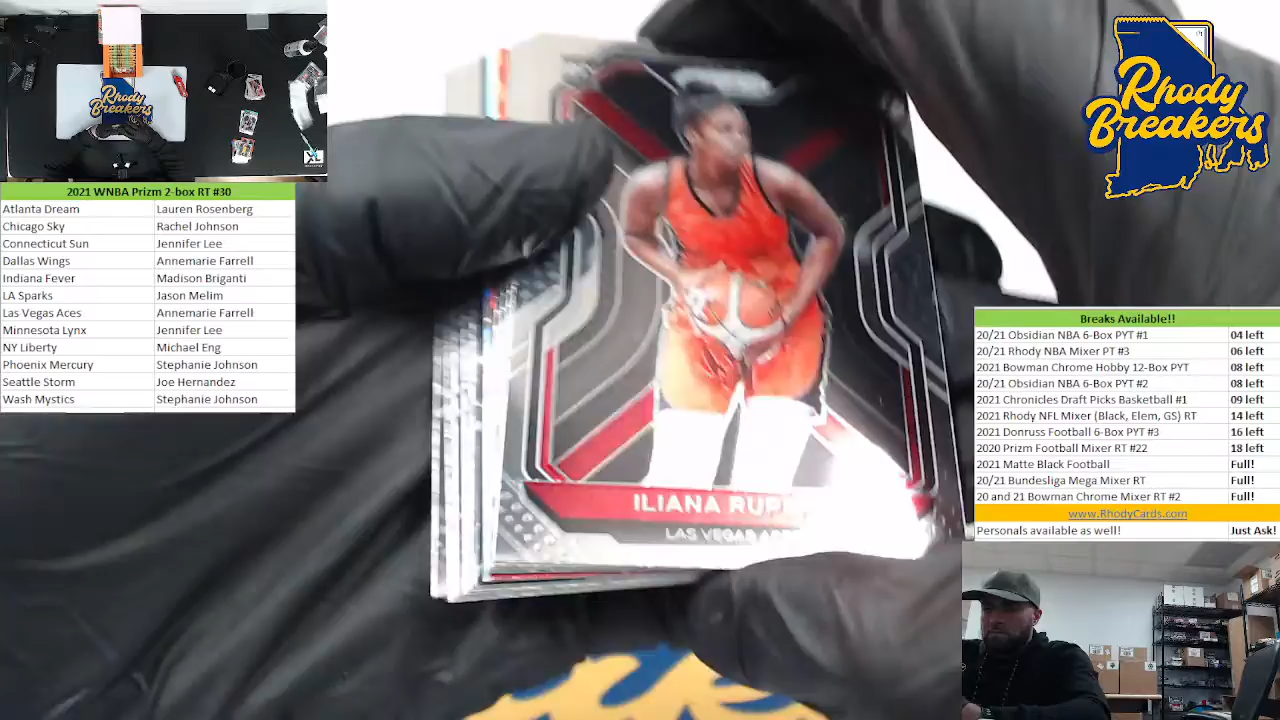 Rhody
Breakers
2021 WNBA Prizm 2-box RT #30
Atlanta Dream Lauren Rosenberg
Chicago Sky Rachel Johnson
Connecticut Sun Jennifer Lee
Dallas Wings Annemarie Farrell
Indiana Fever Madison Briganti
LA Sparks Jason Melim
Las Vegas Aces Annemarie Farrell
Minnesota Lynx Jennifer Lee
NY Liberty Michael Eng
Phoenix Mercury Stephanie Johnson
Seattle Storm Joe Hernandez
Wash Mystics Stephanie Johnson
ILIANA
LAS VEGAS
Rhody
Breakers
Breaks Available!!
20/21 Obsidian NBA 6-Box PYT #1 04 left
20/21 Rhody NBA Mixer PT #3 06 left
2021 Bowman Chrome Hobby 12-Box PYT 08 left
20/21 Obsidian NBA 6-Box PYT #2 08 left
2021 Chronicles Draft Picks Basketball #1 09 left
2021 Rhody NFL Mixer (Black, Elem, GS) RT 14 left
2021 Donruss Football 6-Box PYT #3 16 left
2020 Prizm Football Mixer RT #22 18 left
2021 Matte Black Football Full!
20/21 Bundesliga Mega Mixer RT Full!
20 and 21 Bowman Chrome Mixer RT #2 Full!
www.RhodyCards.com
Personals available as well! Just Ask!